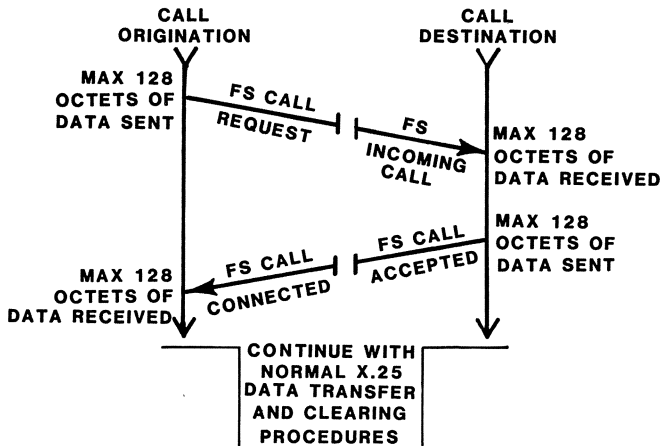 CALL
ORIGINATION
CALL
DESTINATION
MAX 128
OCTETS OF
DATA SENT
FS CALL
REQUEST
FS
INCOMING
CALL
MAX 128
OCTETS OF
DATA RECEIVED
MAX 128
OCTETS OF
DATA SENT
FS CALL
ACCEPTED
FS CALL
CONNECTED
MAX 128
OCTETS OF
DATA RECEIVED
CONTINUE WITH
NORMAL X.25
DATA TRANSFER
AND CLEARING
PROCEDURES